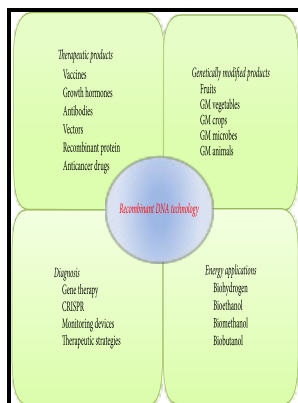 Therapeutic products
Vaccines
Growth hormones
Antibodies
Vectors
Recombinant protein
Anticancer drugs
Genetically modified products
Fruits
GM vegetables
GM crops
GM microbes
GM animals
Recombinant DNA technology
Diagnosis
Gene therapy
CRISPR
Monitoring devices
Therapeutic strategies
Energy applications
Biohydrogen
Bioethanol
Biomethanol
Biobutanol